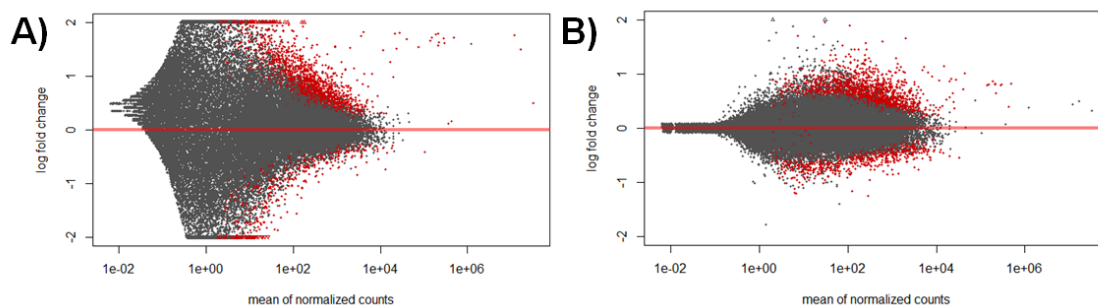 A)
log fold change
2
1
0
-1
-2
1e-02 1e+00 1e+02 1e+04 1e+06
mean of normalized counts
B)
log fold change
2
1
0
-1
-2
1e-02 1e+00 1e+02 1e+04 1e+06
mean of normalized counts